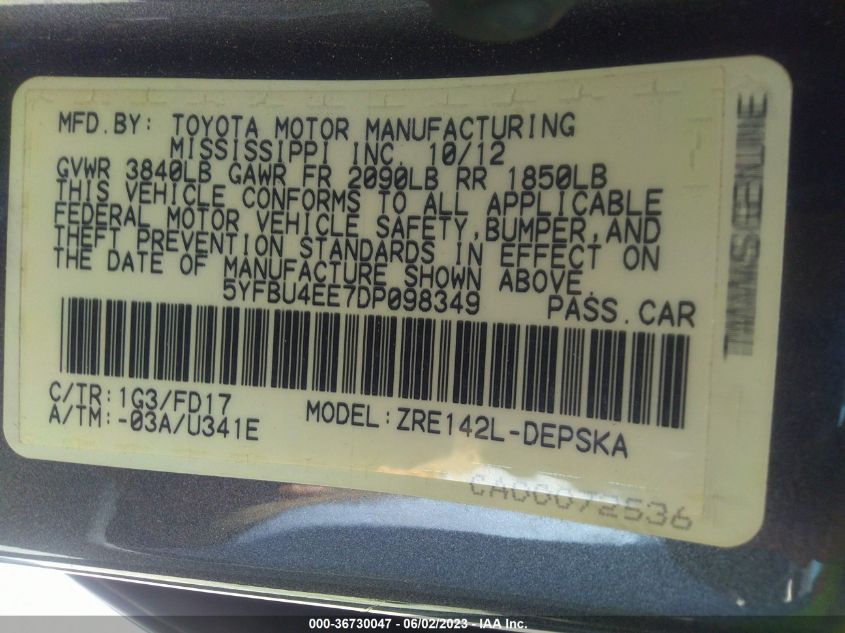 MFD.BY: TOYOTA MOTOR MANUFACTURING
MISSISSIPPI INC. 10/12
GVWR 3840LB GAWR FR 2090LB RR 1850LB
THIS VEHICLE CONFORMS TO ALL APPLICABLE
FEDERAL MOTOR VEHICLE SAFETY,BUMPER,AND
THEFT PREVENTION STANDARDS IN EFFECT ON
THE DATE OF MANUFACTURE SHOWN ABOVE.
5YFBU4EE7DP098349 PASS.CAR
C/TR:1G3/FD17
A/TM:-03A/U341E MODEL:ZRE142L-DEPSKA
CA00072536
000-36730047 - 06/02/2023 - IAA Inc.